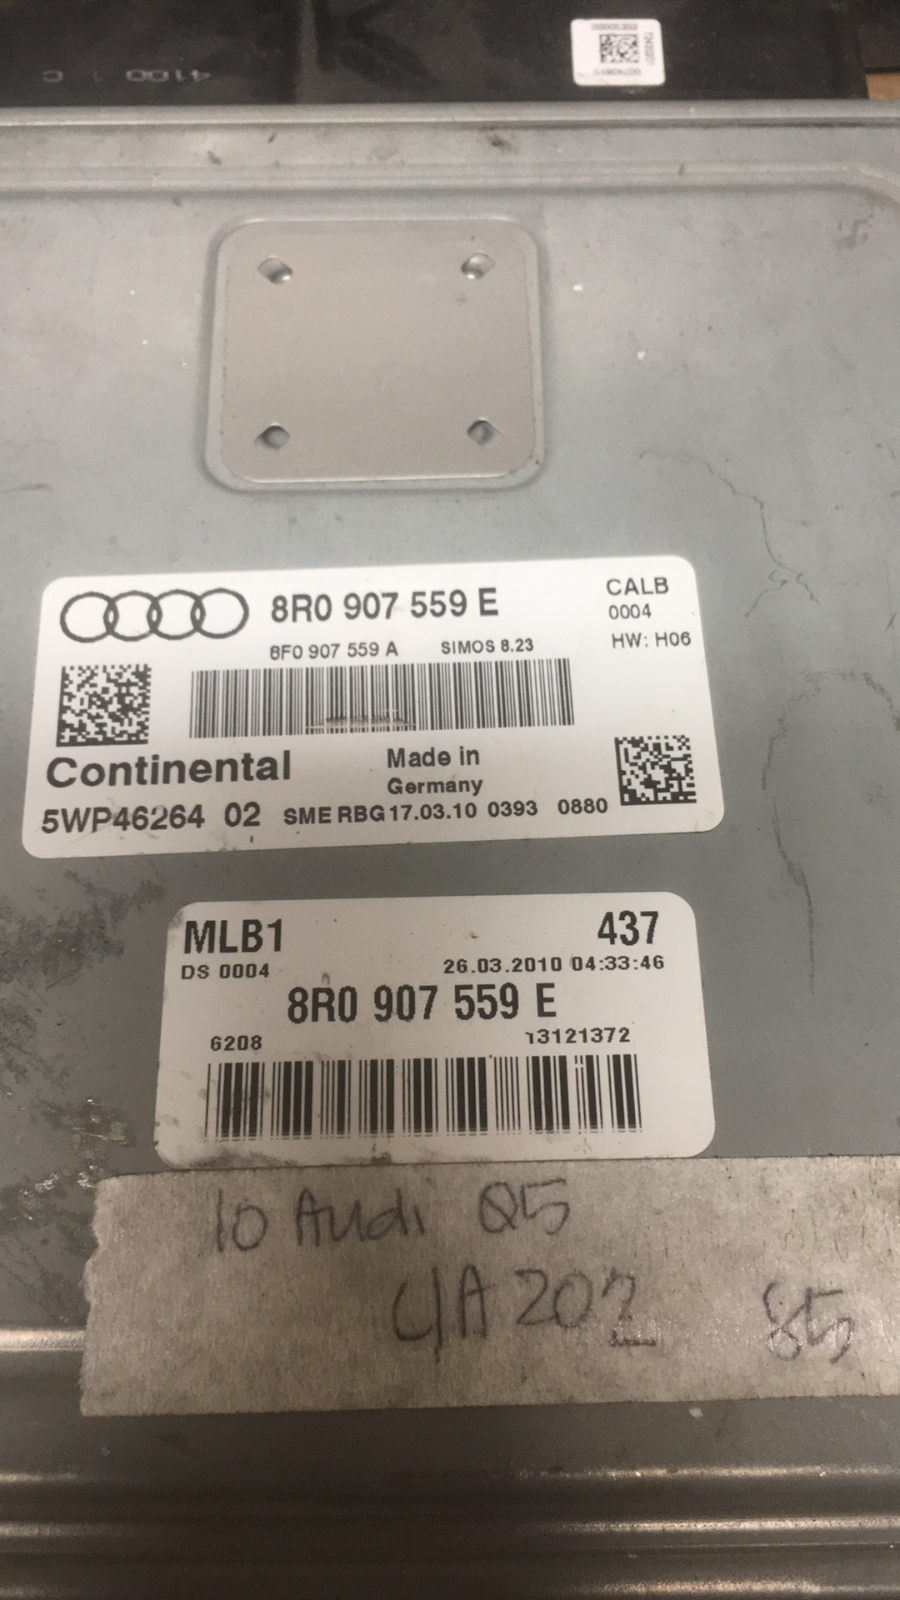 8R0 907 559 E
CALB
0004
8F0 907 559 A SIMOS 8.23
HW: H06
Continental
Made in
Germany
5WP46264 02 SME RBG 17.03.10 0393 0880
MLB1 437
DS 0004 26.03.2010 04:33:46
8R0 907 559 E
6208 13121372
10 Audi Q5
4A202 85